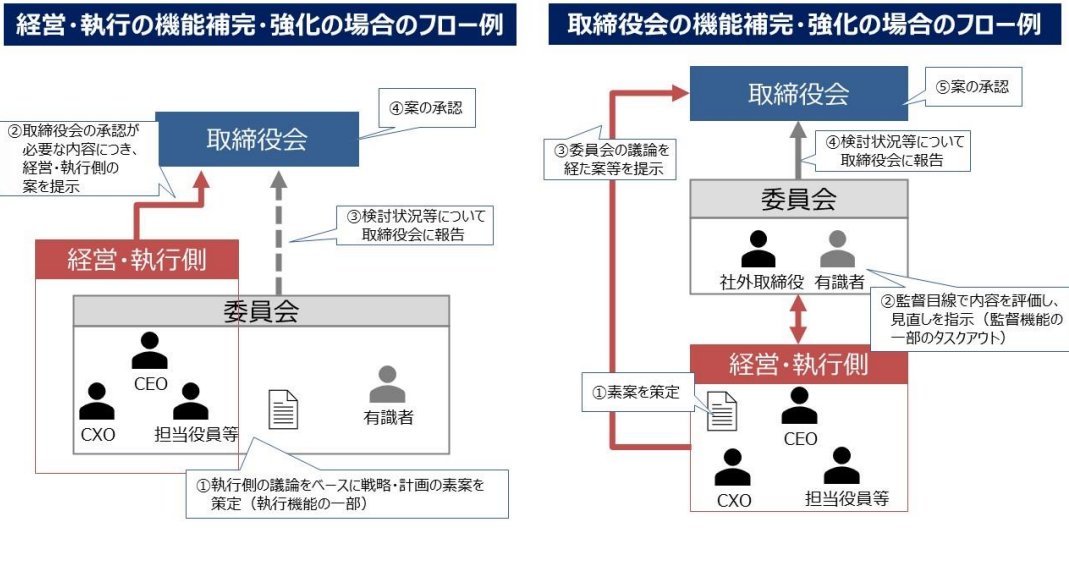 経営・執行の機能補完・強化の場合のフロー例
取締役会
④案の承認
②取締役会の承認が
必要な内容につき、
経営・執行側の
案を提示
③検討状況等について
取締役会に報告
経営・執行側
委員会
CEO
CXO
担当役員等
有識者
①執行側の議論をベースに戦略・計画の素案を
策定（執行機能の一部）
取締役会の機能補完・強化の場合のフロー例
取締役会
⑤案の承認
③委員会の議論を
経た案等を提示
④検討状況等について
取締役会に報告
委員会
社外取締役
有識者
②監督目線で内容を評価し、
見直しを指示（監督機能の
一部のタスクアウト）
経営・執行側
①素案を策定
CEO
CXO
担当役員等